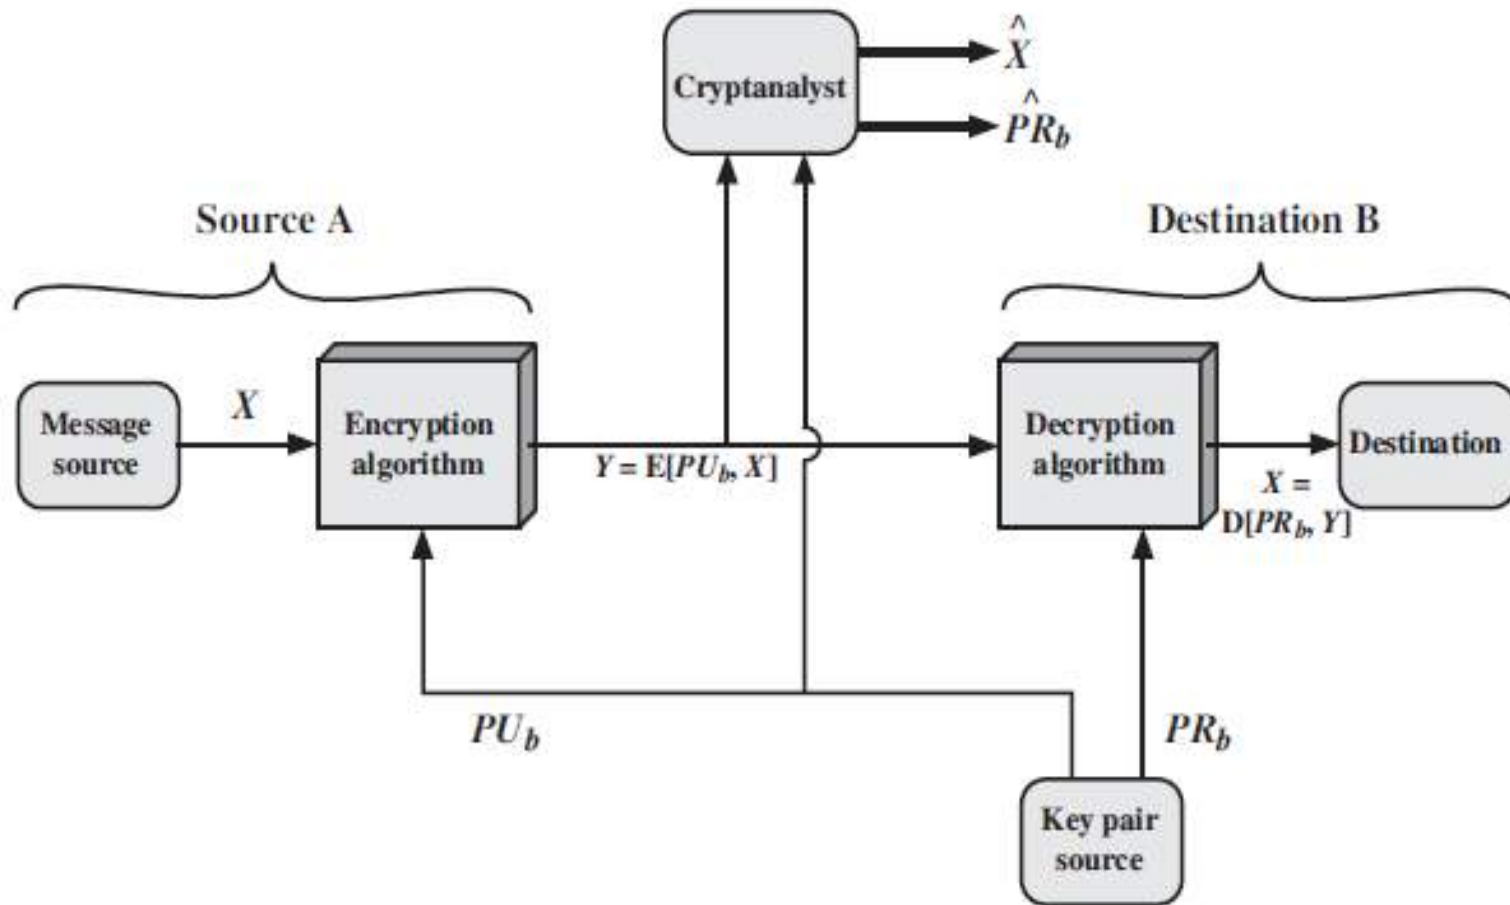 Cryptanalyst
X̂
P̂R_b
Source A
Destination B
Message
source
X
Encryption
algorithm
Y = E[PU_b, X]
Decryption
algorithm
X =
D[PR_b, Y]
Destination
PU_b
PR_b
Key pair
source